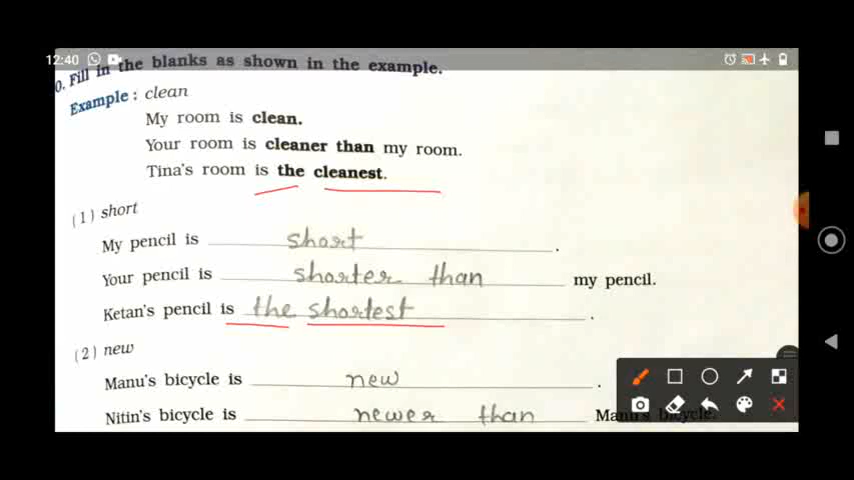 12:40
0. Fill in the blanks as shown in the example.
Example : clean
My room is clean.
Your room is cleaner than my room.
Tina's room is the cleanest.
(1) short
My pencil is short .
Your pencil is shorter than my pencil.
Ketan's pencil is the shortest .
(2) new
Manu's bicycle is new .
Nitin's bicycle is newer than Manu's bicycle.